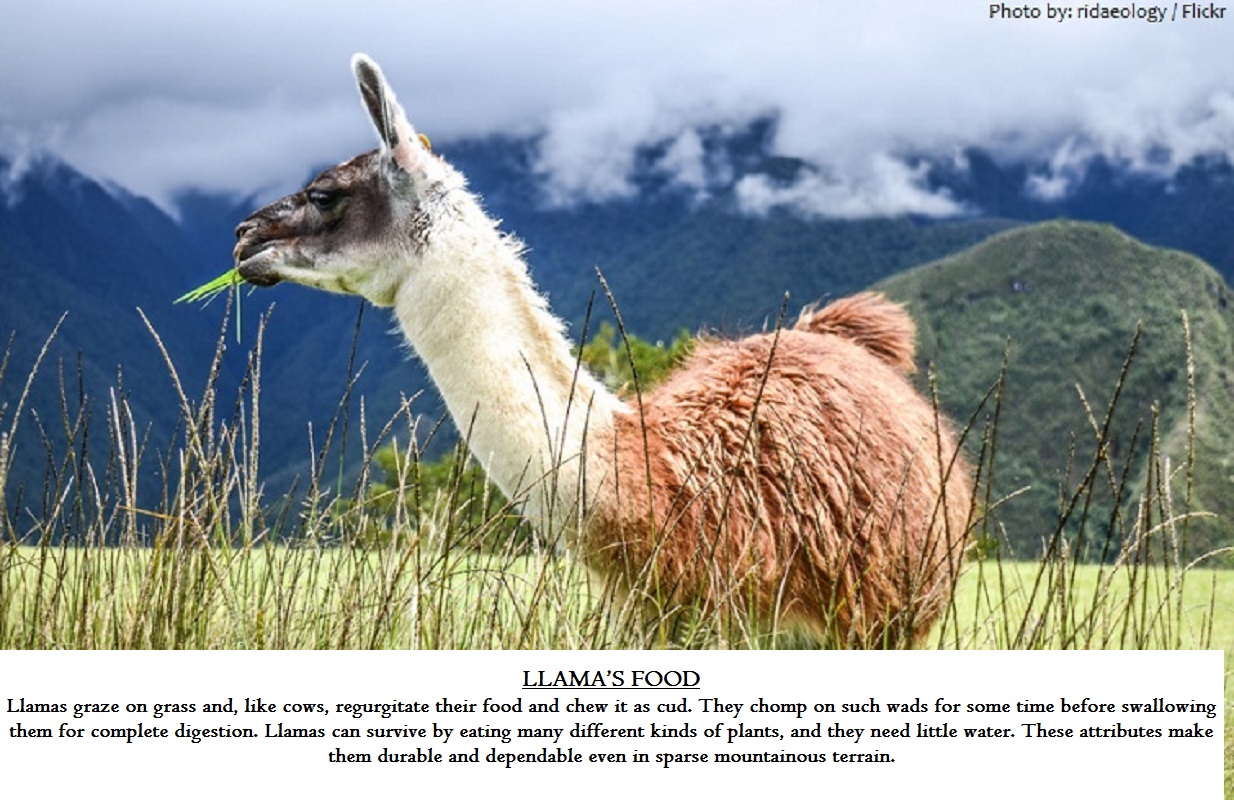 Photo by: ridaeology / Flickr
LLAMA'S FOOD
Llamas graze on grass and, like cows, regurgitate their food and chew it as cud. They chomp on such wads for some time before swallowing
them for complete digestion. Llamas can survive by eating many different kinds of plants, and they need little water. These attributes make
them durable and dependable even in sparse mountainous terrain.